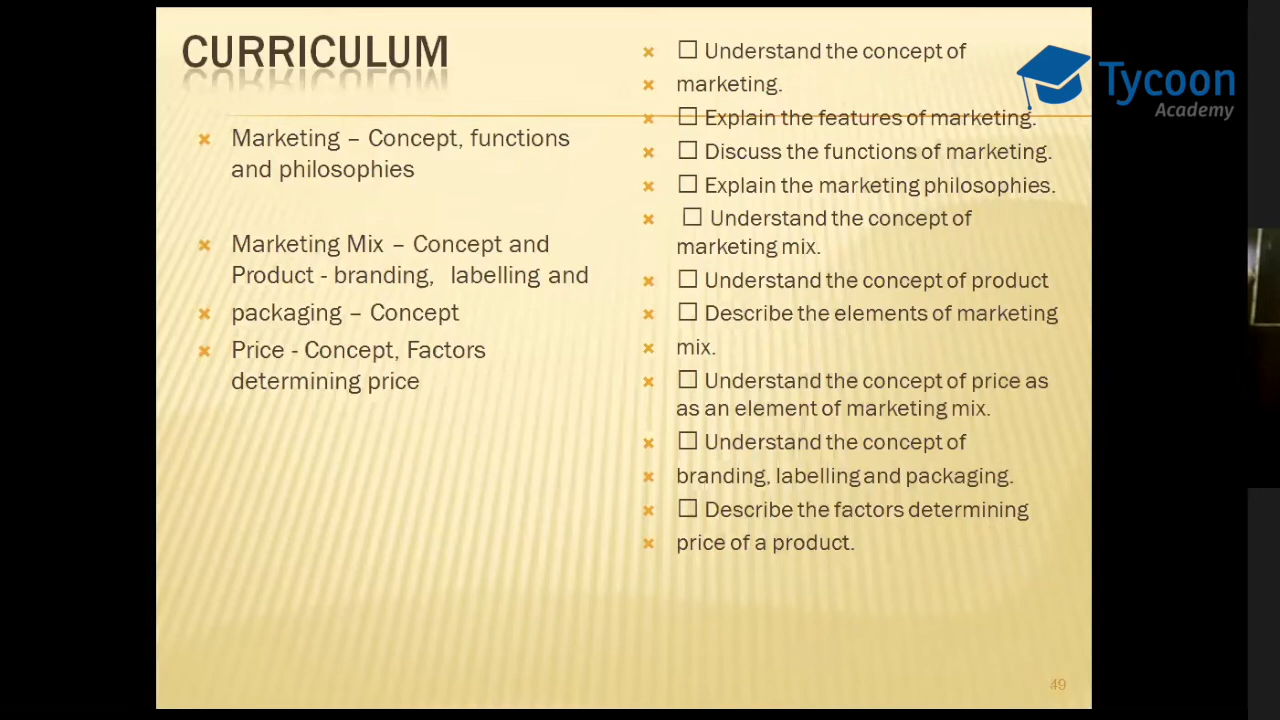 CURRICULUM
Marketing – Concept, functions
and philosophies
Marketing Mix – Concept and
Product - branding, labelling and
packaging – Concept
Price - Concept, Factors
determining price
☐ Understand the concept of
marketing.
☐ Explain the features of marketing.
☐ Discuss the functions of marketing.
☐ Explain the marketing philosophies.
☐ Understand the concept of
marketing mix.
☐ Understand the concept of product
☐ Describe the elements of marketing
mix.
☐ Understand the concept of price as
as an element of marketing mix.
☐ Understand the concept of
branding, labelling and packaging.
☐ Describe the factors determining
price of a product.
Tycoon
Academy
49